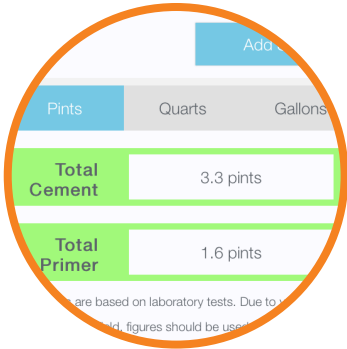 Add
Pints Quarts Gallons
Total Cement 3.3 pints
Total Primer 1.6 pints
are based on laboratory tests. Due to
figures should be used